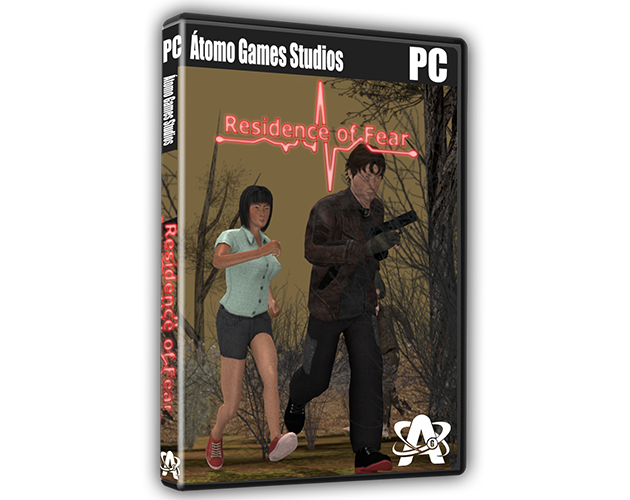 PC
Átomo Games Studios
PC
Átomo Games Studios
Residence of Fear
Residence of Fear
A
G